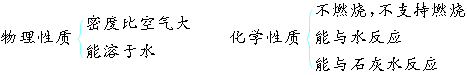 物理性质
密度比空气大
能溶于水
化学性质
不燃烧,不支持燃烧
能与水反应
能与石灰水反应